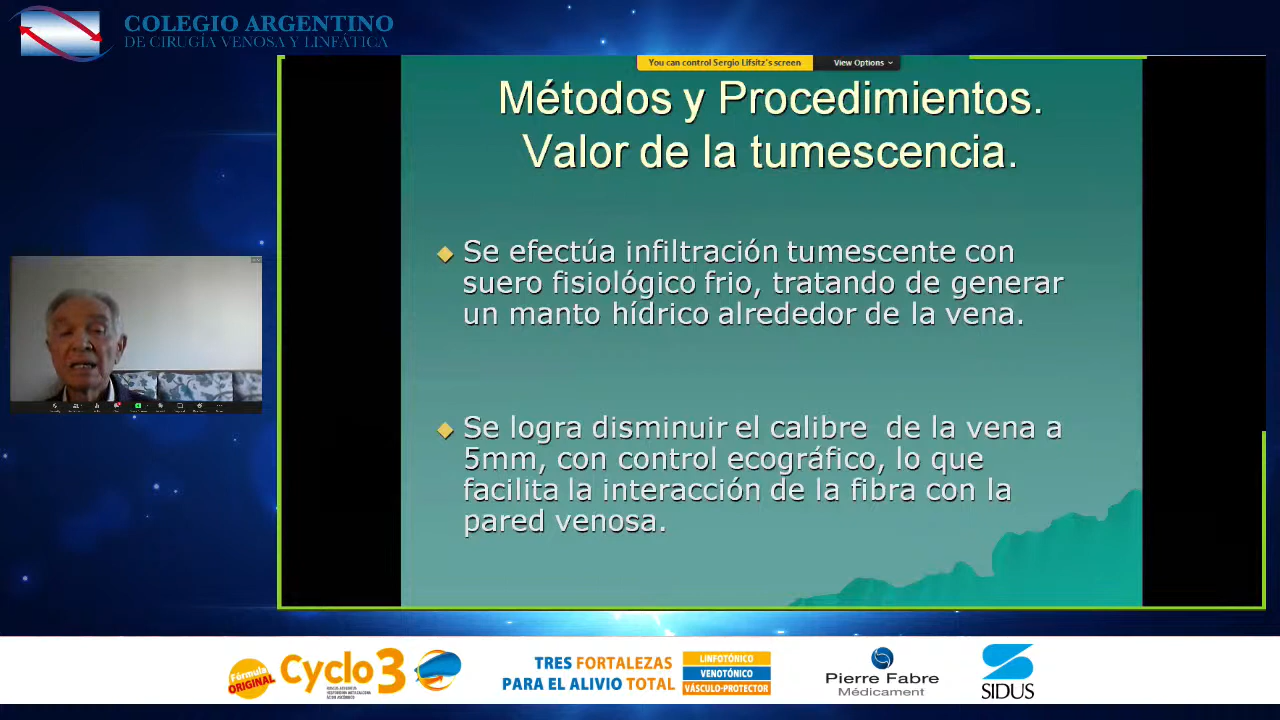 COLEGIO ARGENTINO
DE CIRUGÍA VENOSA Y LINFÁTICA
You can control Sergio Lifsitz's screen
View Options
Métodos y Procedimientos.
Valor de la tumescencia.
Se efectúa infiltración tumescente con
suero fisiológico frio, tratando de generar
un manto hídrico alrededor de la vena.
Se logra disminuir el calibre de la vena a
5mm, con control ecográfico, lo que
facilita la interacción de la fibra con la
pared venosa.
Fórmula
ORIGINAL
Cyclo 3
TRES FORTALEZAS
PARA EL ALIVIO TOTAL
LINFOTÓNICO
VENOTÓNICO
VÁSCULO-PROTECTOR
Pierre Fabre
Médicament
SIDUS